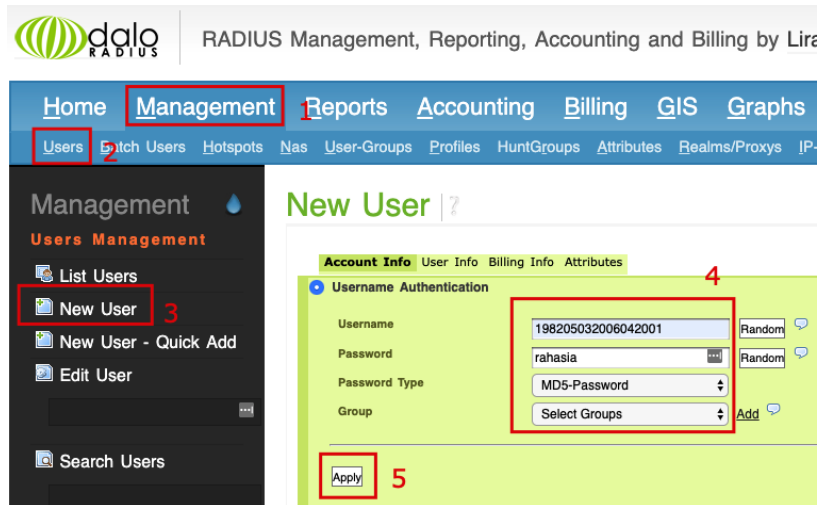 dalo
RADIUS
RADIUS Management, Reporting, Accounting and Billing by Lira
Home Management 1 Reports Accounting Billing GIS Graphs
Users 2 Batch Users Hotspots Nas User-Groups Profiles HuntGroups Attributes Realms/Proxys IP-
Management
Users Management
List Users
New User 3
New User - Quick Add
Edit User
Search Users
New User ?
Account Info User Info Billing Info Attributes
4
Username Authentication
Username 198205032006042001 Random
Password rahasia Random
Password Type MD5-Password
Group Select Groups Add
Apply 5